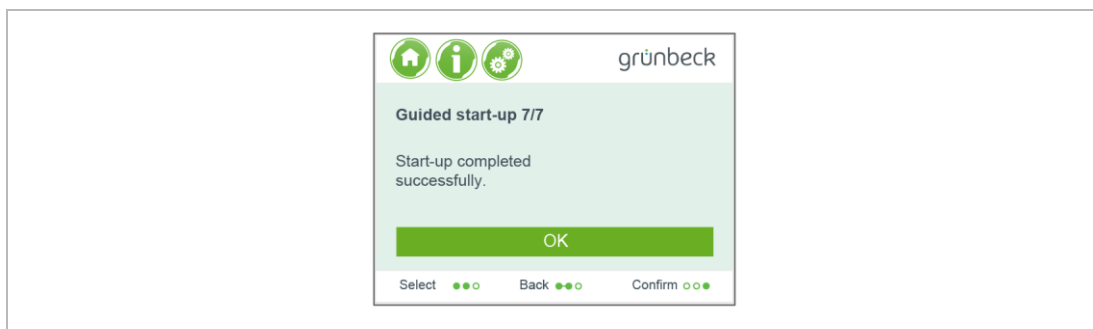 grünbeck
Guided start-up 7/7
Start-up completed
successfully.
OK
Select Back Confirm